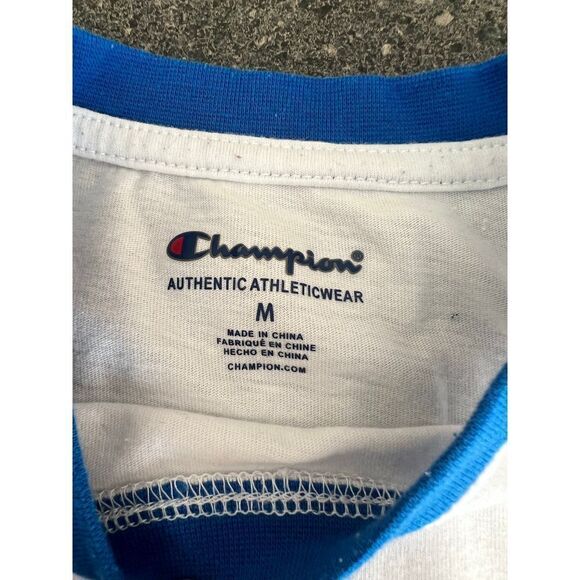 Champion®
AUTHENTIC ATHLETICWEAR
M
MADE IN CHINA
FABRIQUÉ EN CHINE
HECHO EN CHINA
CHAMPION.COM